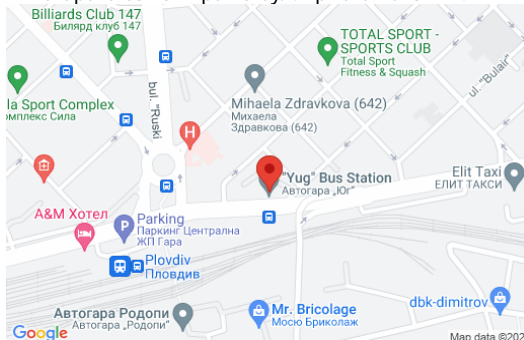 Billiards Club 147
Билярд клуб 147
TOTAL SPORT -
SPORTS CLUB
Total Sport
Fitness & Squash
ul. "Bulair"
la Sport Complex
омплекс Сила
bul. "Ruski
Mihaela Zdravkova (642)
Михаела
Здравкова (642)
H
"Yug" Bus Station
Автогара „Юг"
Elit Taxi
ЕЛИТ ТАКСИ
A&M Хотел
P
Parking
Паркинг Централна
ЖП Гара
Plovdiv
Пловдив
Автогара Родопи
Автогара „Родопи"
Mr. Bricolage
Мосю Бриколаж
dbk-dimitrov
Google
Map data ©202